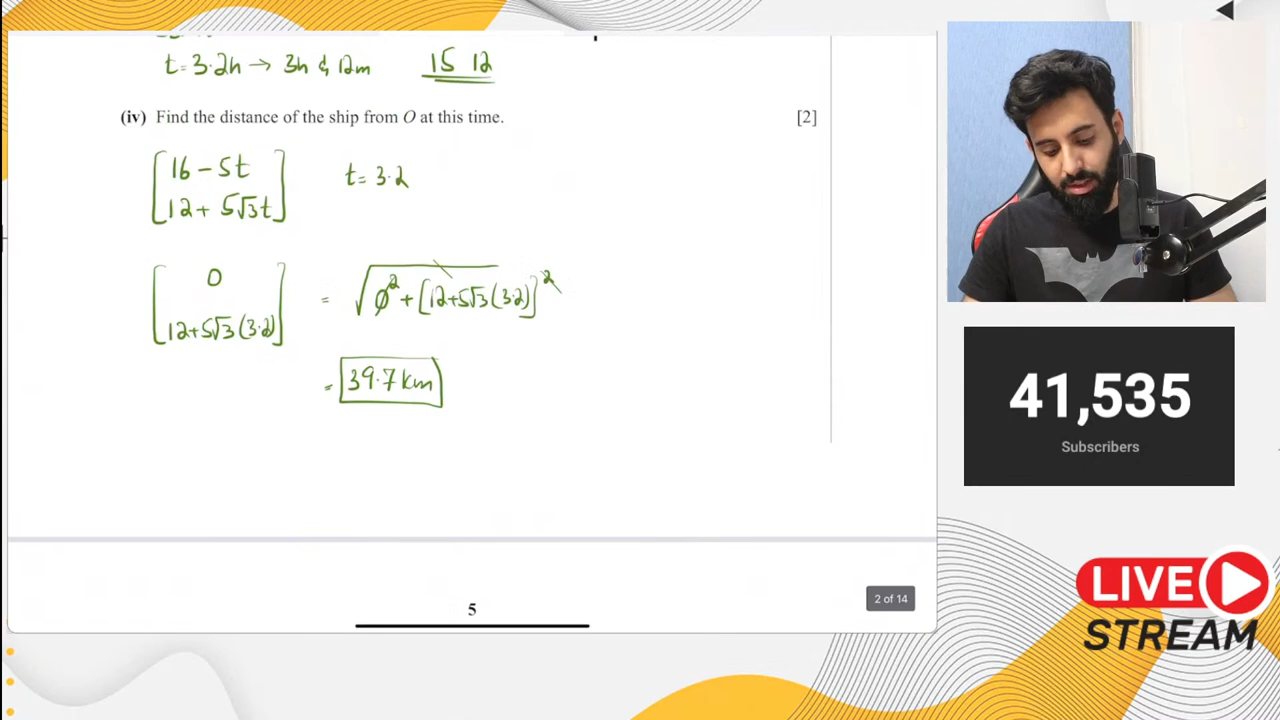 t = 3.2h → 3h & 12m 15 12
(iv) Find the distance of the ship from O at this time. [2]
[16 - 5t
12 + 5√3t]
t = 3.2
[0
12+5√3(3.2)]
= √0² + [12+5√3(3.2)]²
= 39.7 km
5
2 of 14
41,535
Subscribers
LIVE
STREAM